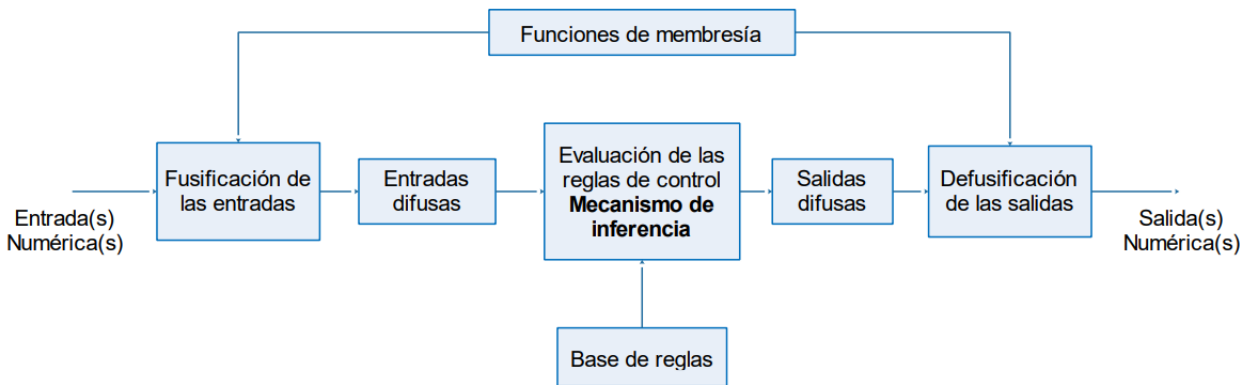 Funciones de membresía
Fusificación de
las entradas
Entradas
difusas
Evaluación de las
reglas de control
Mecanismo de
inferencia
Salidas
difusas
Defusificación
de las salidas
Entrada(s)
Numérica(s)
Salida(s)
Numérica(s)
Base de reglas